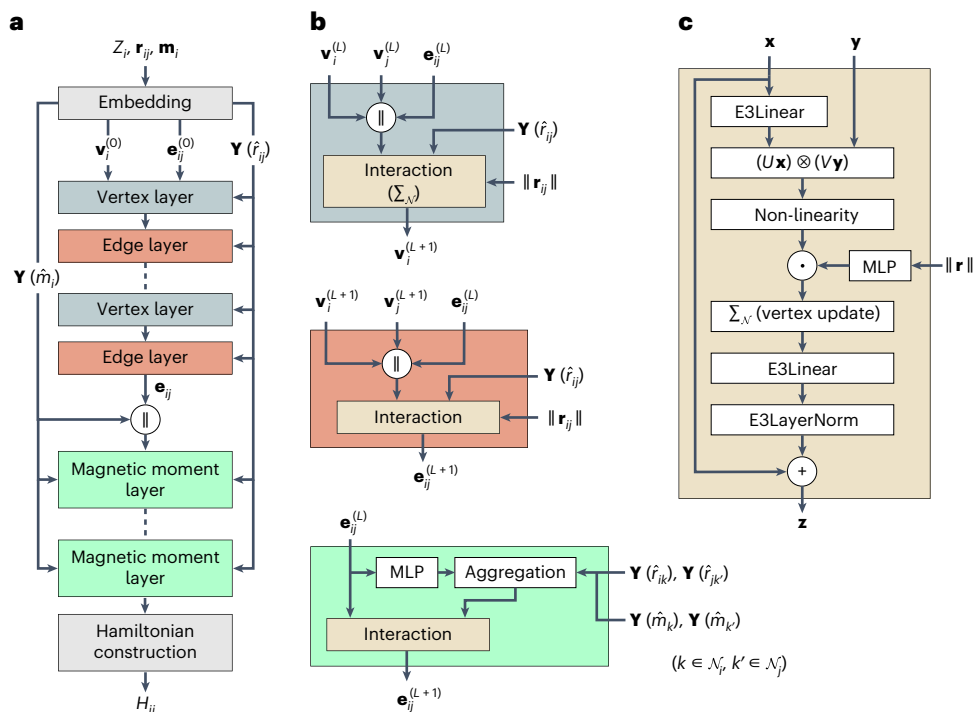 a
Z_i, r_ij, m_i
Embedding
v_i^(0)
e_ij^(0)
Y (r̂_ij)
Vertex layer
Edge layer
Y (m̂_i)
Vertex layer
Edge layer
e_ij
||
Magnetic moment
layer
Magnetic moment
layer
Hamiltonian
construction
H_ij
b
v_i^(L)
v_j^(L)
e_ij^(L)
||
Y (r̂_ij)
Interaction
(∑_𝒩)
|| r_ij ||
v_i^(L + 1)
v_i^(L + 1)
v_j^(L + 1)
e_ij^(L)
||
Y (r̂_ij)
Interaction
|| r_ij ||
e_ij^(L + 1)
e_ij^(L)
MLP
Aggregation
Y (r̂_ik), Y (r̂_jk′)
Y (m̂_k), Y (m̂_k′)
Interaction
(k ∈ 𝒩_i, k′ ∈ 𝒩_j)
e_ij^(L + 1)
c
x
y
E3Linear
(Ux) ⊗ (Vy)
Non-linearity
·
MLP
|| r ||
∑_𝒩 (vertex update)
E3Linear
E3LayerNorm
+
z